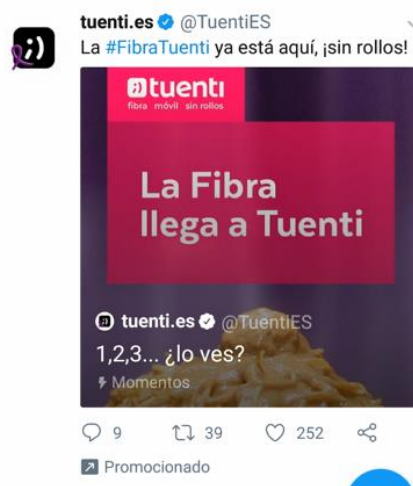 tuenti.es @TuentiES
La #FibraTuenti ya está aquí, ¡sin rollos!
tuenti
fibra móvil sin rollos
La Fibra
llega a Tuenti
tuenti.es @TuentiES
1,2,3... ¿lo ves?
Momentos
9 39 252
Promocionado